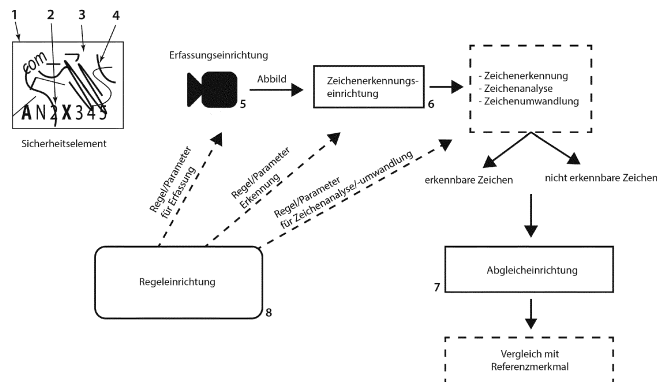 1
2
3
4
com
AN2X345
Sicherheitselement
Erfassungseinrichtung
5
Abbild
Zeichenerkennungs-
einrichtung
6
- Zeichenerkennung
- Zeichenanalyse
- Zeichenumwandlung
erkennbare Zeichen
nicht erkennbare Zeichen
Regel/Parameter
für Erfassung
Regel/Parameter
Erkennung
Regel/Parameter
für Zeichenanalyse/-umwandlung
Regeleinrichtung
8
Abgleicheinrichtung
7
Vergleich mit
Referenzmerkmal